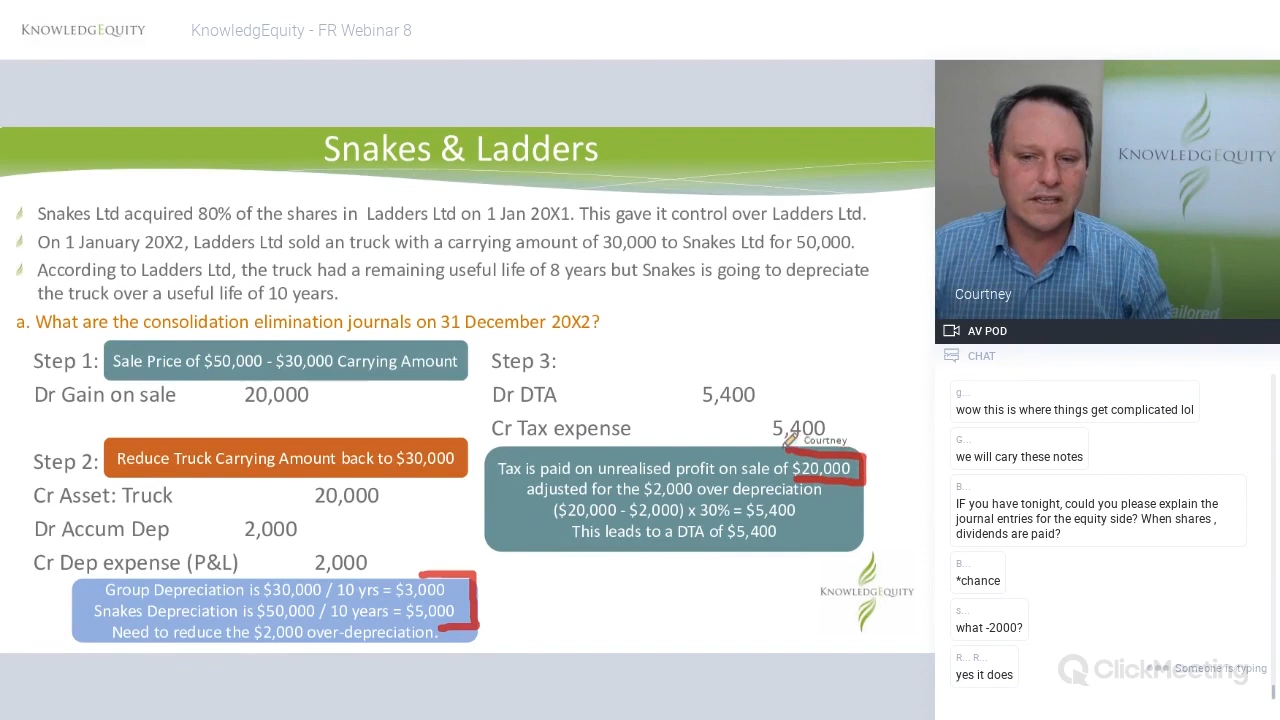 KNOWLEDGEQUITY
KnowledgEquity - FR Webinar 8
Snakes & Ladders
Snakes Ltd acquired 80% of the shares in Ladders Ltd on 1 Jan 20X1. This gave it control over Ladders Ltd.
On 1 January 20X2, Ladders Ltd sold an truck with a carrying amount of 30,000 to Snakes Ltd for 50,000.
According to Ladders Ltd, the truck had a remaining useful life of 8 years but Snakes is going to depreciate
the truck over a useful life of 10 years.
a. What are the consolidation elimination journals on 31 December 20X2?
Step 1: Sale Price of $50,000 - $30,000 Carrying Amount
Dr Gain on sale 20,000
Step 2: Reduce Truck Carrying Amount back to $30,000
Cr Asset: Truck 20,000
Dr Accum Dep 2,000
Cr Dep expense (P&L) 2,000
Group Depreciation is $30,000 / 10 yrs = $3,000
Snakes Depreciation is $50,000 / 10 years = $5,000
Need to reduce the $2,000 over-depreciation.
Step 3:
Dr DTA 5,400
Cr Tax expense 5,400
Courtney
Tax is paid on unrealised profit on sale of $20,000
adjusted for the $2,000 over depreciation
($20,000 - $2,000) x 30% = $5,400
This leads to a DTA of $5,400
KNOWLEDGEQUITY
KNOWLEDGEQUITY
Tailored
Courtney
AV POD
CHAT
g...
wow this is where things get complicated lol
G...
we will cary these notes
B...
IF you have tonight, could you please explain the
journal entries for the equity side? When shares ,
dividends are paid?
B...
*chance
s...
what -2000?
R... R...
yes it does
ClickMeeting
Someone is typing